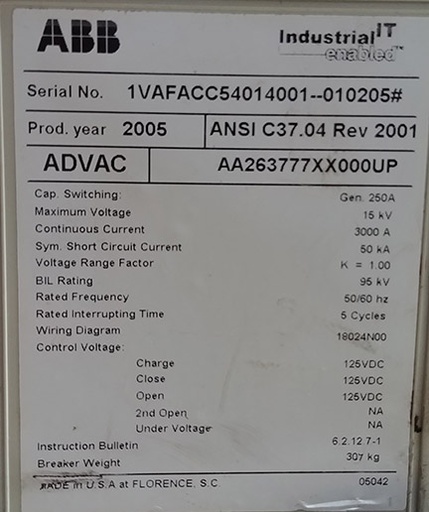 ABB
Industrial IT
enabled™
Serial No. 1VAFACC54014001--010205#
Prod. year 2005 ANSI C37.04 Rev 2001
ADVAC AA263777XX000UP
Cap. Switching: Gen. 250A
Maximum Voltage 15 kV
Continuous Current 3000 A
Sym. Short Circuit Current 50 kA
Voltage Range Factor K = 1.00
BIL Rating 95 kV
Rated Frequency 50/60 hz
Rated Interrupting Time 5 Cycles
Wiring Diagram 18024N00
Control Voltage:
Charge 125VDC
Close 125VDC
Open 125VDC
2nd Open NA
Under Voltage NA
Instruction Bulletin 6.2.12.7-1
Breaker Weight 307 kg
MADE in U.S.A at FLORENCE, S.C. 05042